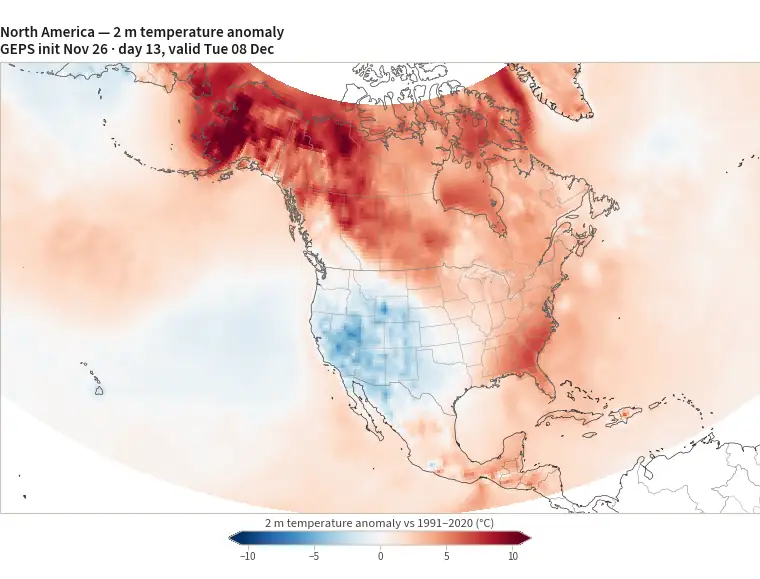 North America — 2 m temperature anomaly
GEPS init Nov 26 · day 13, valid Tue 08 Dec
2 m temperature anomaly vs 1991–2020 (°C)
−10 −5 0 5 10